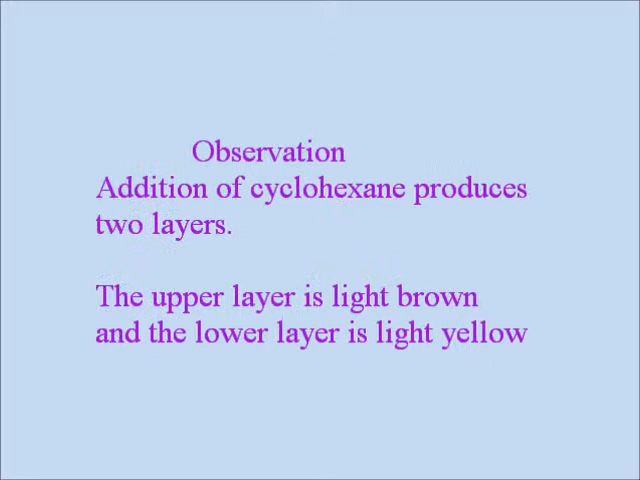 Observation
Addition of cyclohexane produces
two layers.
The upper layer is light brown
and the lower layer is light yellow